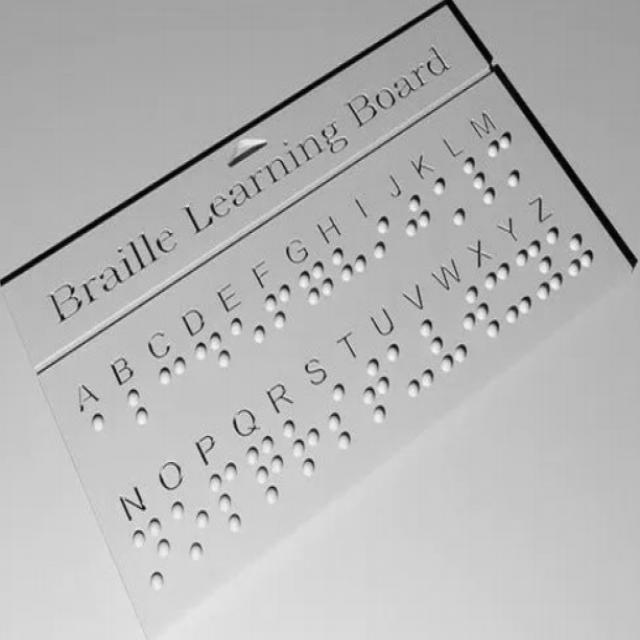 Braille Learning Board
A B C D E F G H I J K L M
N O P Q R S T U V W X Y Z